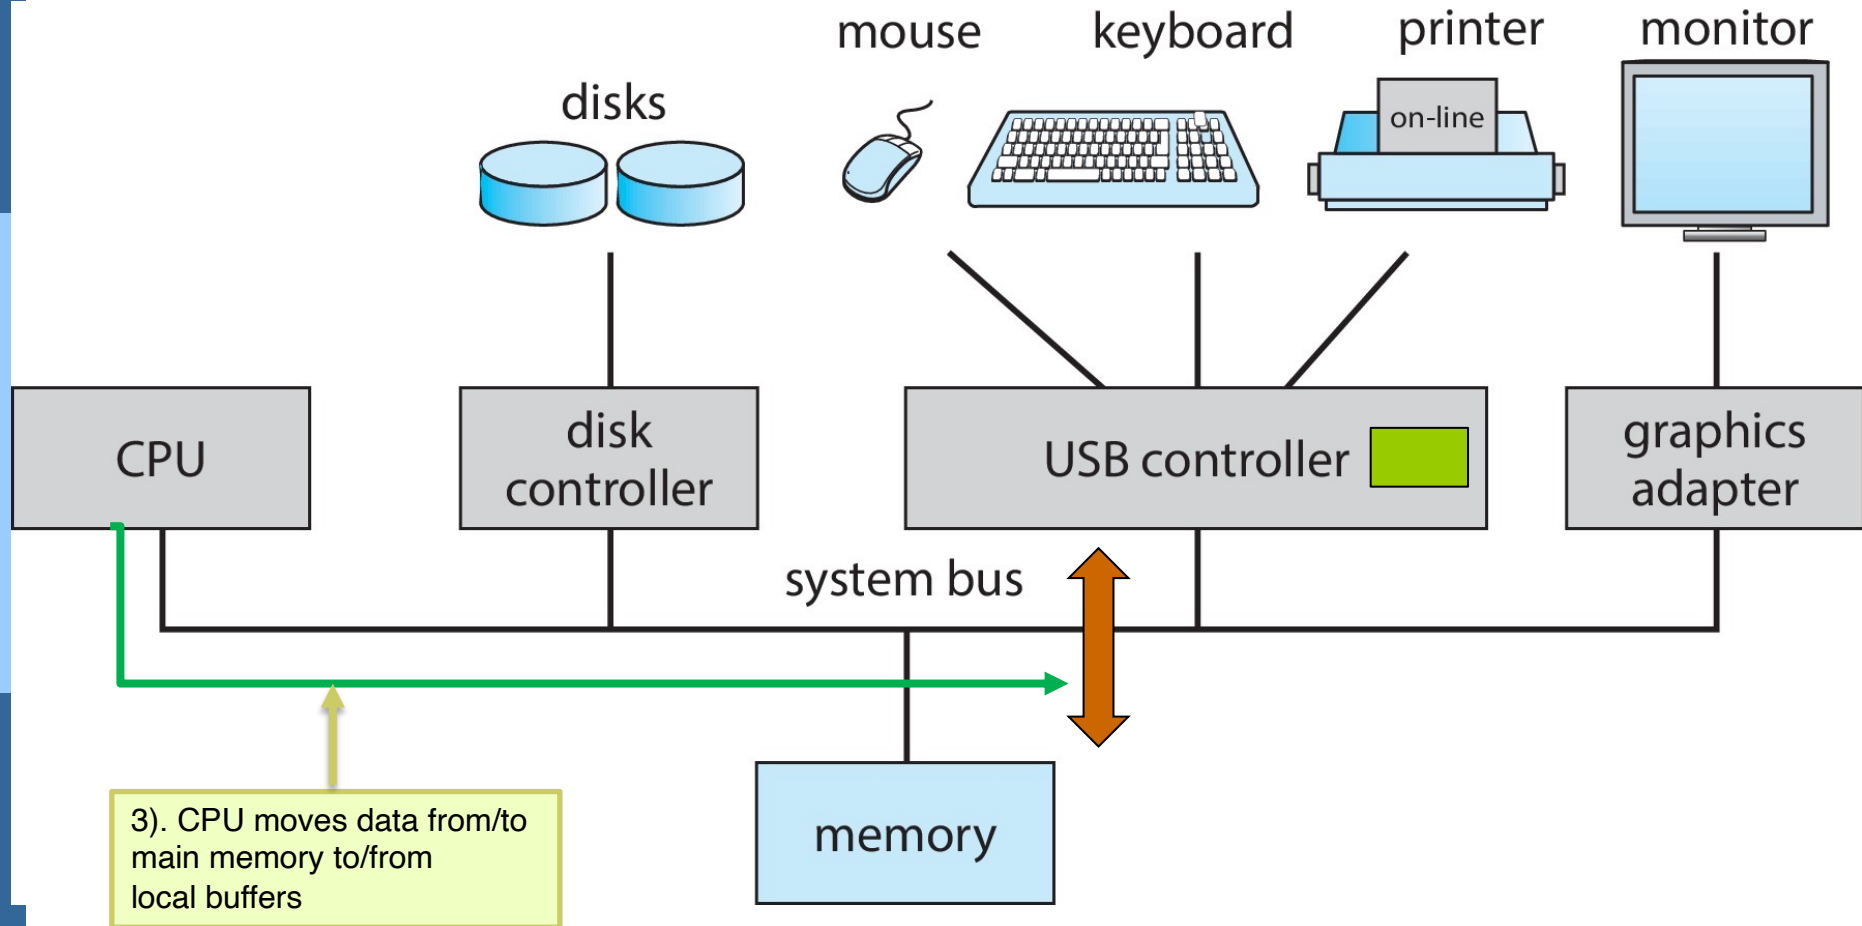 mouse
keyboard
printer
monitor
disks
on-line
CPU
disk
controller
USB controller
graphics
adapter
system bus
3). CPU moves data from/to
main memory to/from
local buffers
memory